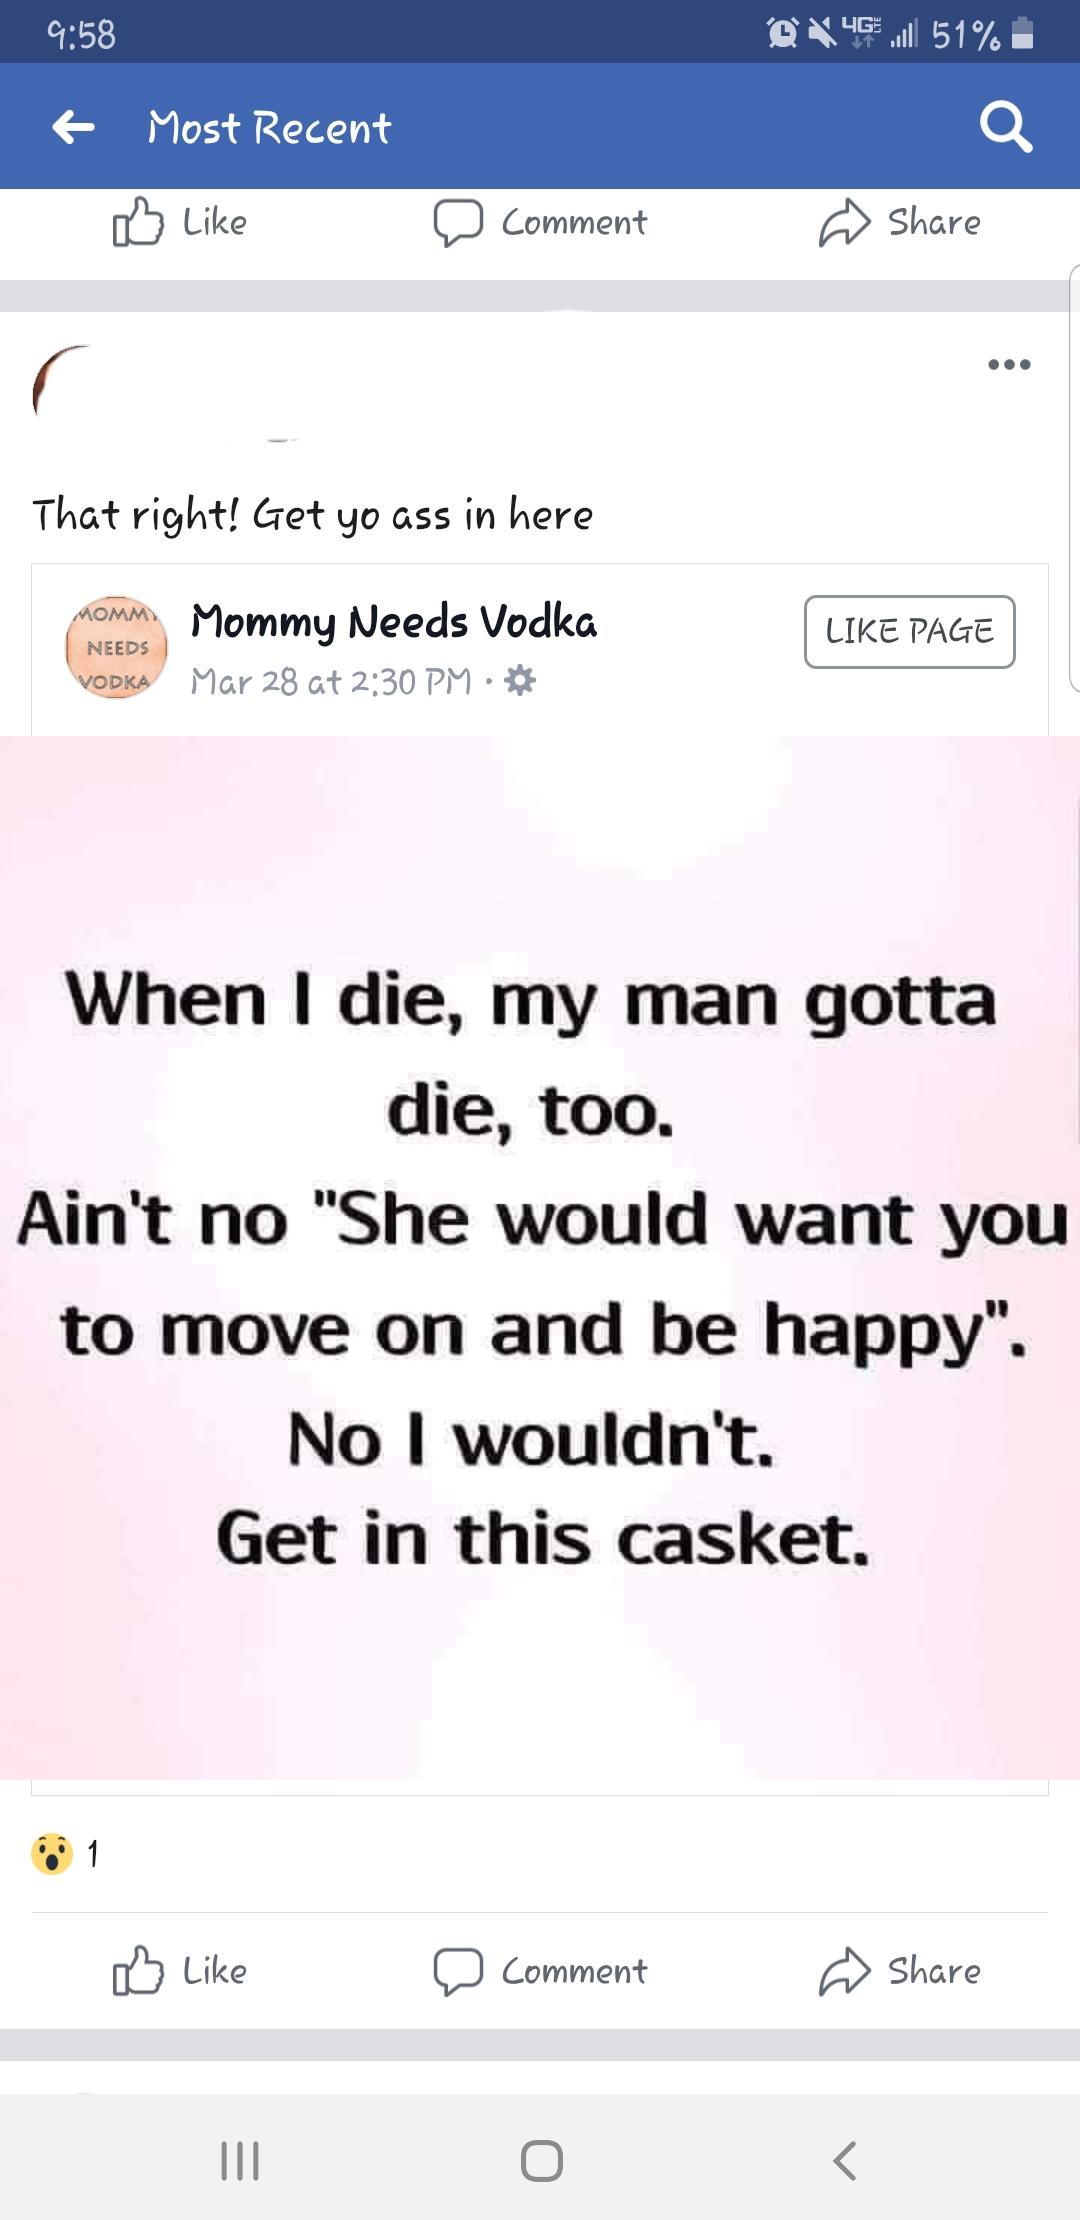 9:58 4G LTE 51%
Most Recent
Like Comment Share
That right! Get yo ass in here
MOMMY
NEEDS
VODKA
Mommy Needs Vodka
Mar 28 at 2:30 PM ·
LIKE PAGE
When I die, my man gotta
die, too.
Ain't no "She would want you
to move on and be happy".
No I wouldn't.
Get in this casket.
1
Like Comment Share